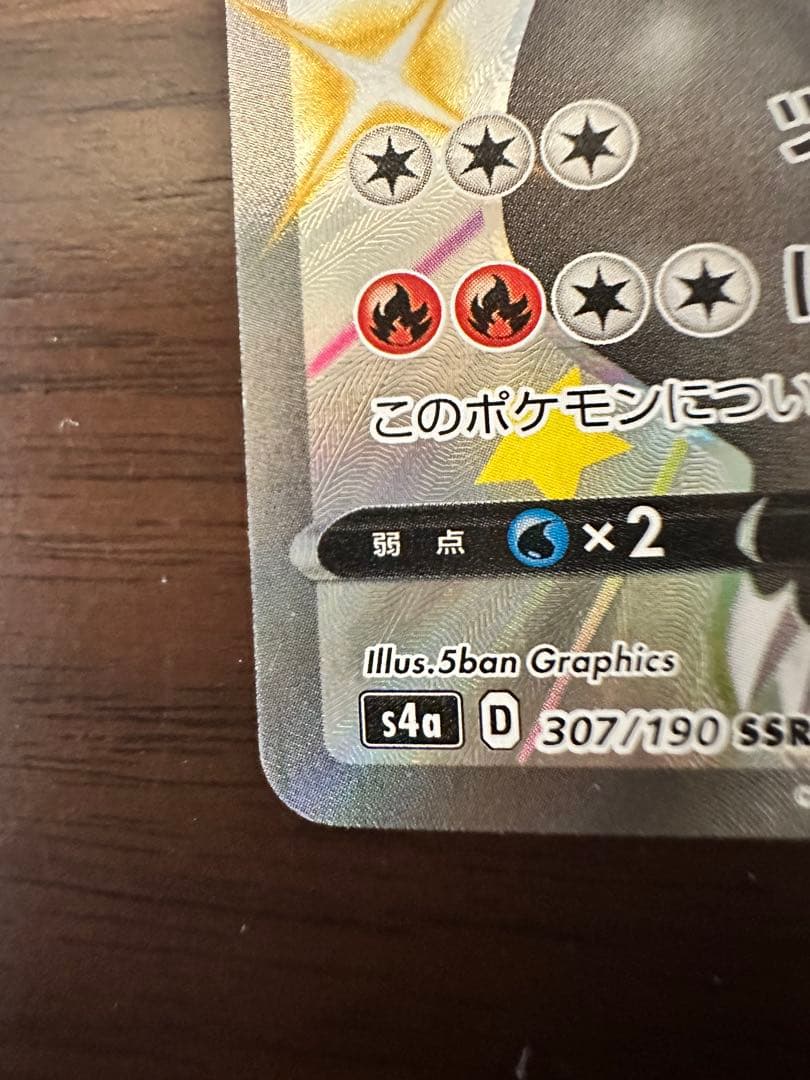 このポケモンについ
弱 点 ×2
Illus.5ban Graphics
s4a D 307/190 SSR